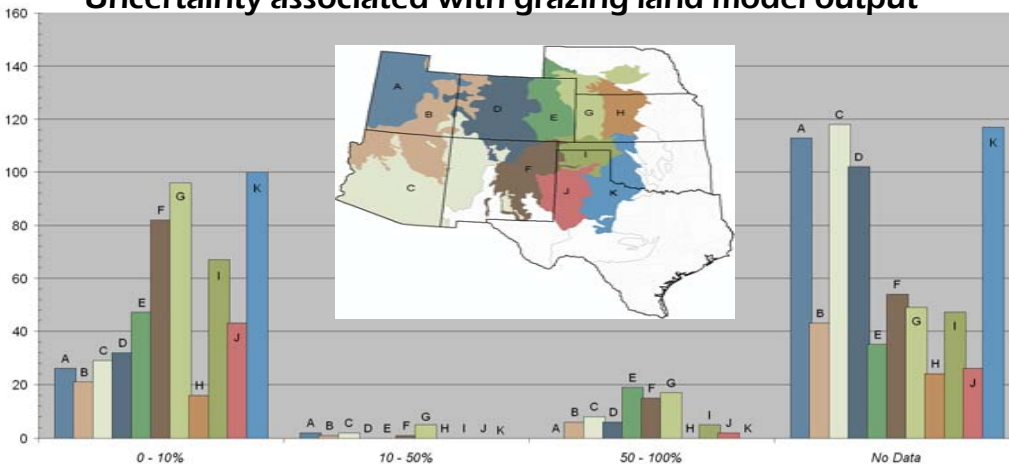 Uncertainty associated with grazing land model output
160
140
120
100
80
60
40
20
0
A B C D E F G H I J K
A B C D E F G H I J K
A B C D E F G H I J K
A B C D E F G H I J K
A B C D E F G H I J K
0 - 10% 10 - 50% 50 - 100% No Data